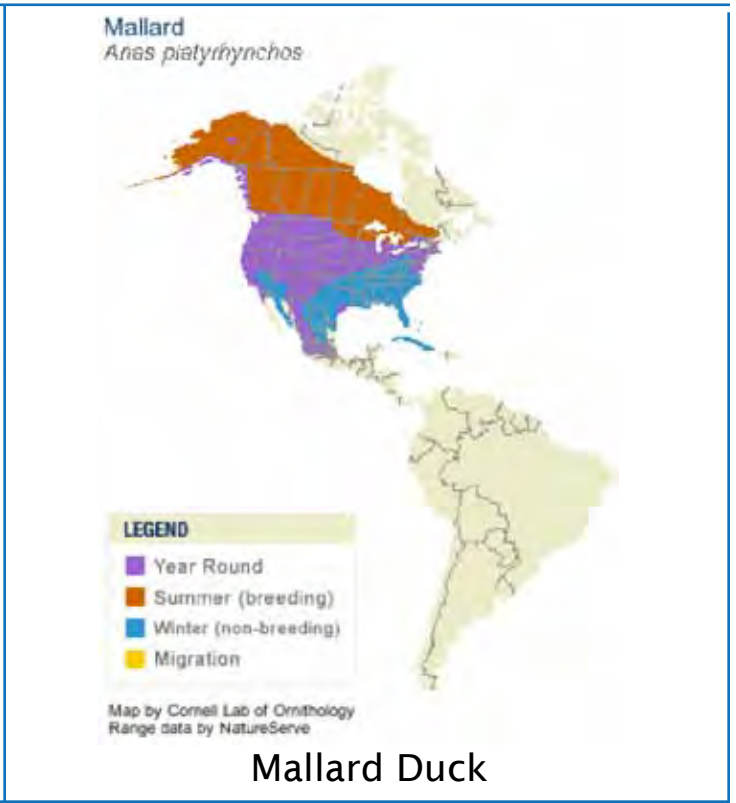 Mallard
Anas platyrhynchos
LEGEND
Year Round
Summer (breeding)
Winter (non-breeding)
Migration
Map by Cornell Lab of Ornithology
Range data by NatureServe
Mallard Duck